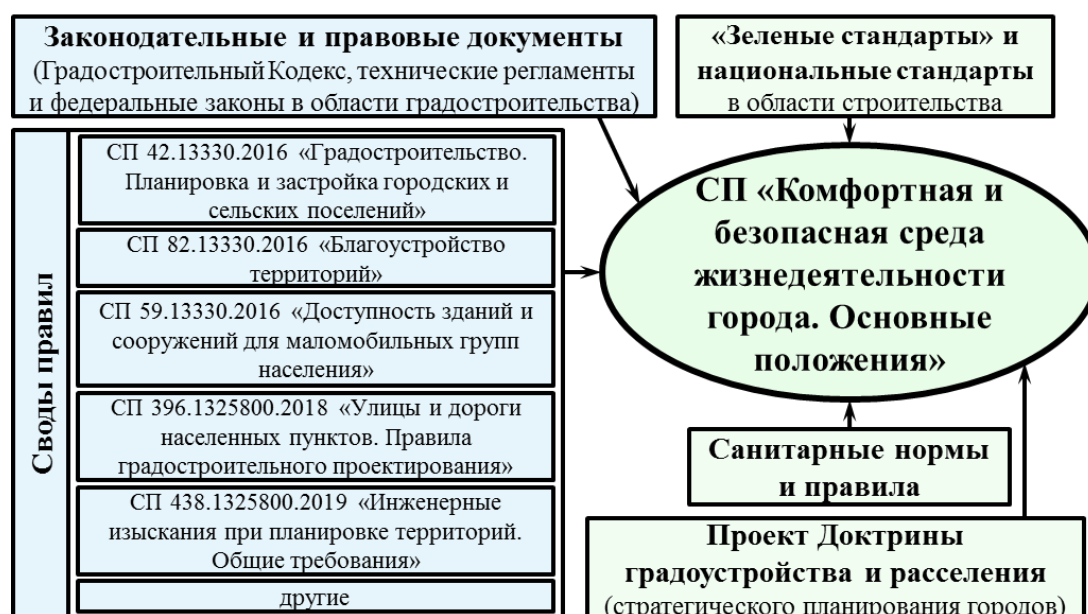 Законодательные и правовые документы
(Градостроительный Кодекс, технические регламенты
и федеральные законы в области градостроительства)
«Зеленые стандарты» и
национальные стандарты
в области строительства
Своды правил
СП 42.13330.2016 «Градостроительство.
Планировка и застройка городских и
сельских поселений»
СП 82.13330.2016 «Благоустройство
территорий»
СП 59.13330.2016 «Доступность зданий и
сооружений для маломобильных групп
населения»
СП 396.1325800.2018 «Улицы и дороги
населенных пунктов. Правила
градостроительного проектирования»
СП 438.1325800.2019 «Инженерные
изыскания при планировке территорий.
Общие требования»
другие
СП «Комфортная и
безопасная среда
жизнедеятельности
города. Основные
положения»
Санитарные нормы
и правила
Проект Доктрины
градоустройства и расселения
(стратегического планирования городов)